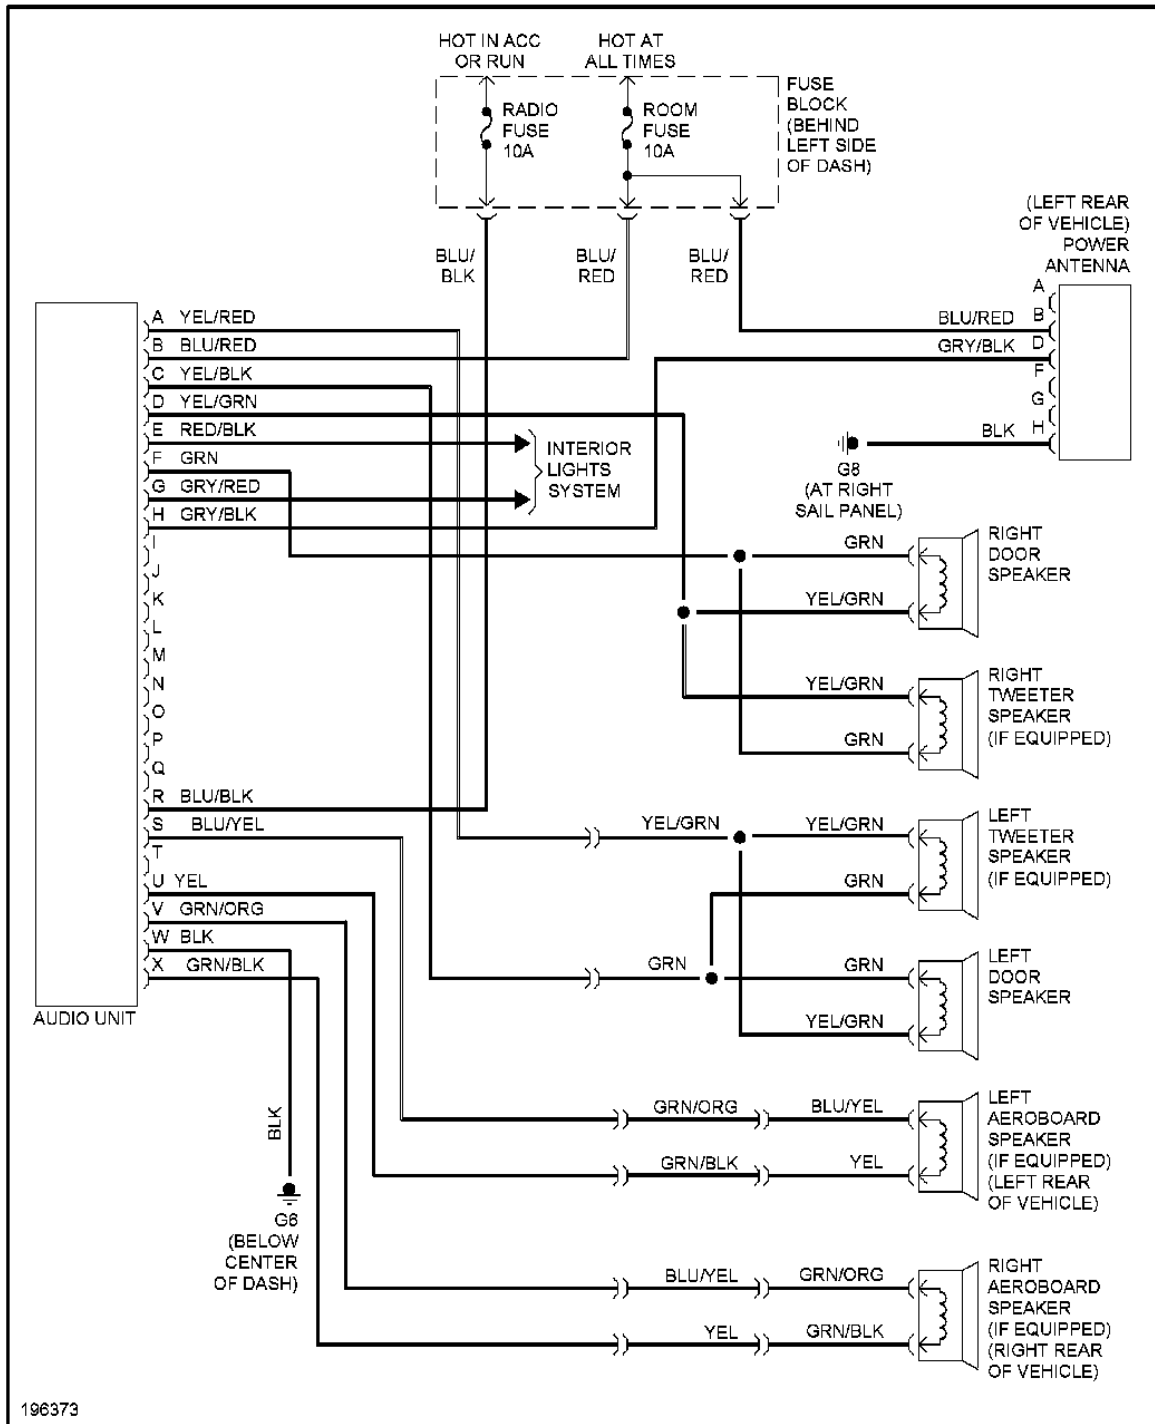 HOT IN ACC
OR RUN
HOT AT
ALL TIMES
RADIO
FUSE
10A
ROOM
FUSE
10A
FUSE
BLOCK
(BEHIND
LEFT SIDE
OF DASH)
BLU/
BLK
BLU/
RED
BLU/
RED
(LEFT REAR
OF VEHICLE)
POWER
ANTENNA
A
BLU/RED B
GRY/BLK D
F
G
BLK H
G8
(AT RIGHT
SAIL PANEL)
A YEL/RED
B BLU/RED
C YEL/BLK
D YEL/GRN
E RED/BLK
F GRN
G GRY/RED
H GRY/BLK
I
J
K
L
M
N
O
P
Q
R BLU/BLK
S BLU/YEL
T
U YEL
V GRN/ORG
W BLK
X GRN/BLK
AUDIO UNIT
INTERIOR
LIGHTS
SYSTEM
GRN
YEL/GRN
RIGHT
DOOR
SPEAKER
YEL/GRN
GRN
RIGHT
TWEETER
SPEAKER
(IF EQUIPPED)
YEL/GRN
YEL/GRN
GRN
LEFT
TWEETER
SPEAKER
(IF EQUIPPED)
GRN
GRN
YEL/GRN
LEFT
DOOR
SPEAKER
BLK
G6
(BELOW
CENTER
OF DASH)
GRN/ORG
BLU/YEL
GRN/BLK
YEL
LEFT
AEROBOARD
SPEAKER
(IF EQUIPPED)
(LEFT REAR
OF VEHICLE)
BLU/YEL
GRN/ORG
YEL
GRN/BLK
RIGHT
AEROBOARD
SPEAKER
(IF EQUIPPED)
(RIGHT REAR
OF VEHICLE)
196373